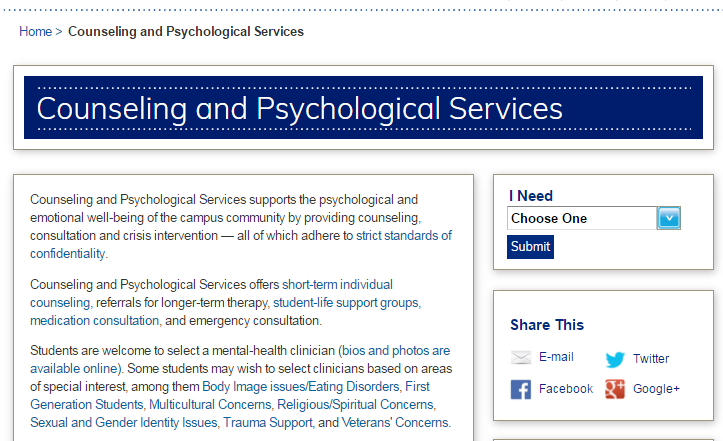 Home > Counseling and Psychological Services
Counseling and Psychological Services
Counseling and Psychological Services supports the psychological and
emotional well-being of the campus community by providing counseling,
consultation and crisis intervention — all of which adhere to strict standards of
confidentiality.
Counseling and Psychological Services offers short-term individual
counseling, referrals for longer-term therapy, student-life support groups,
medication consultation, and emergency consultation.
Students are welcome to select a mental-health clinician (bios and photos are
available online). Some students may wish to select clinicians based on areas
of special interest, among them Body Image issues/Eating Disorders, First
Generation Students, Multicultural Concerns, Religious/Spiritual Concerns,
Sexual and Gender Identity Issues, Trauma Support, and Veterans' Concerns.
I Need
Choose One
Submit
Share This
E-mail
Twitter
Facebook
Google+